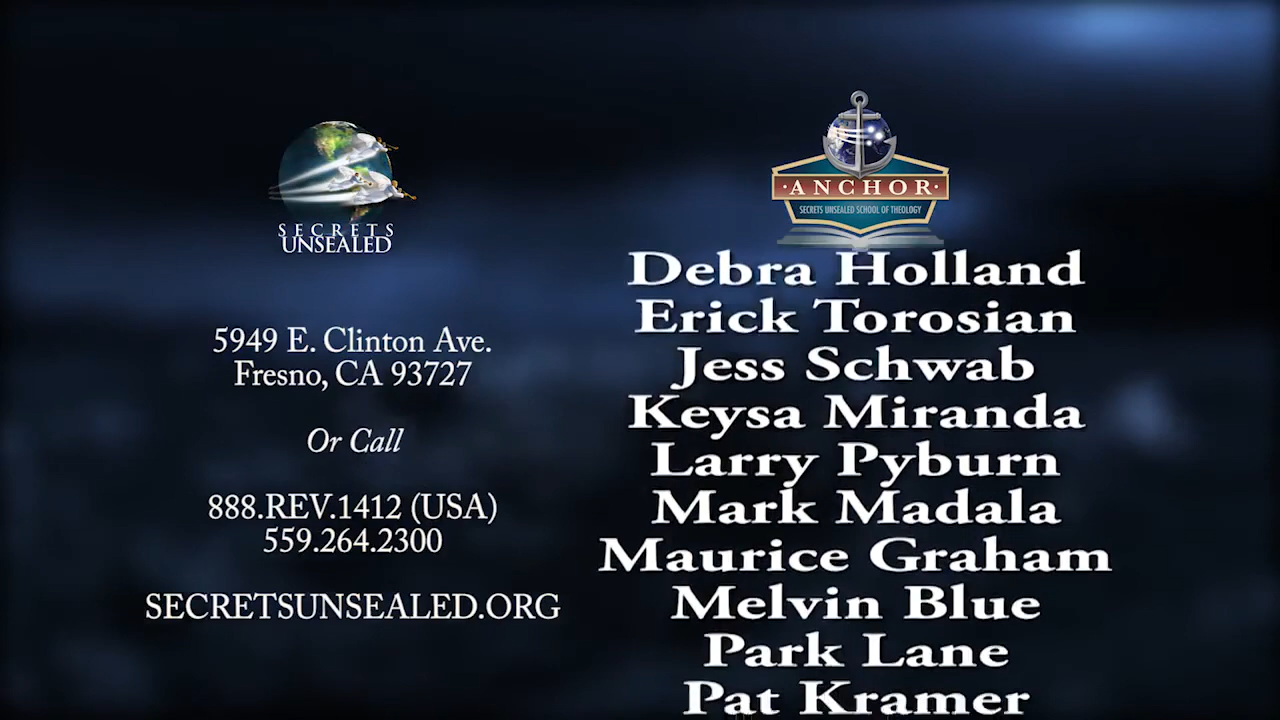 SECRETS
UNSEALED
5949 E. Clinton Ave.
Fresno, CA 93727
Or Call
888.REV.1412 (USA)
559.264.2300
SECRETSUNSEALED.ORG
·ANCHOR·
SECRETS UNSEALED SCHOOL OF THEOLOGY
Debra Holland
Erick Torosian
Jess Schwab
Keysa Miranda
Larry Pyburn
Mark Madala
Maurice Graham
Melvin Blue
Park Lane
Pat Kramer